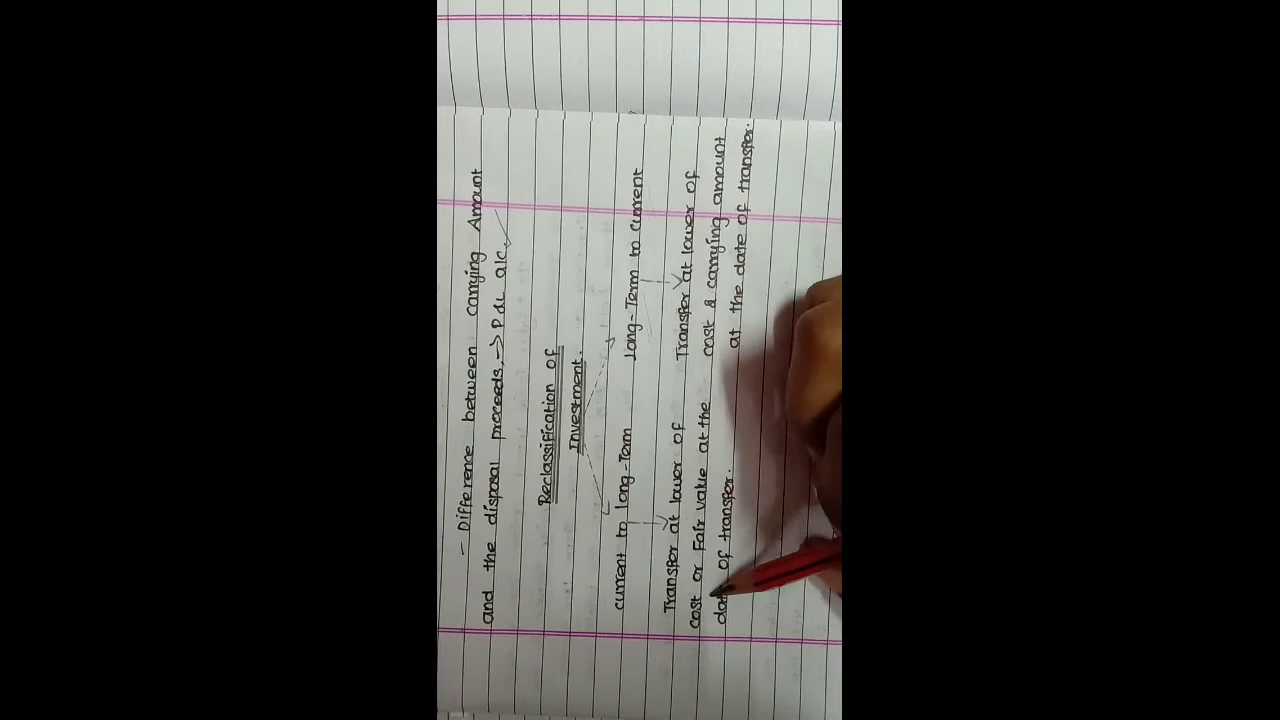 - Difference between carrying Amount
and the disposal proceeds. → P&L a/c.
Reclassification of
Investment.
current to long-Term
Transfer at lower of
cost or Fair value at the
date of transfer.
long-Term to current
Transfer at lower of
cost & carrying amount
at the date of transfer.